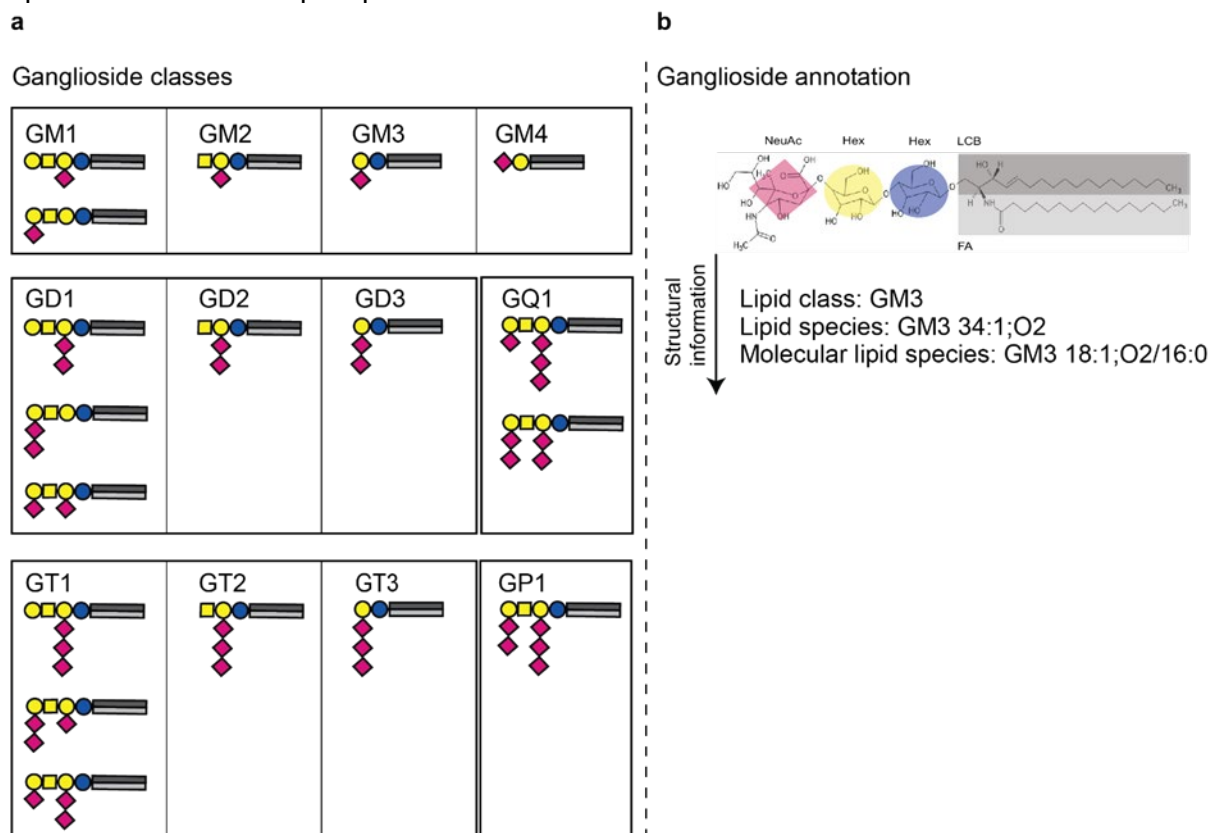 a
Ganglioside classes
GM1 GM2 GM3 GM4
GD1 GD2 GD3 GQ1
GT1 GT2 GT3 GP1
b
Ganglioside annotation
NeuAc Hex Hex LCB
FA
Structural
information
Lipid class: GM3
Lipid species: GM3 34:1;O2
Molecular lipid species: GM3 18:1;O2/16:0